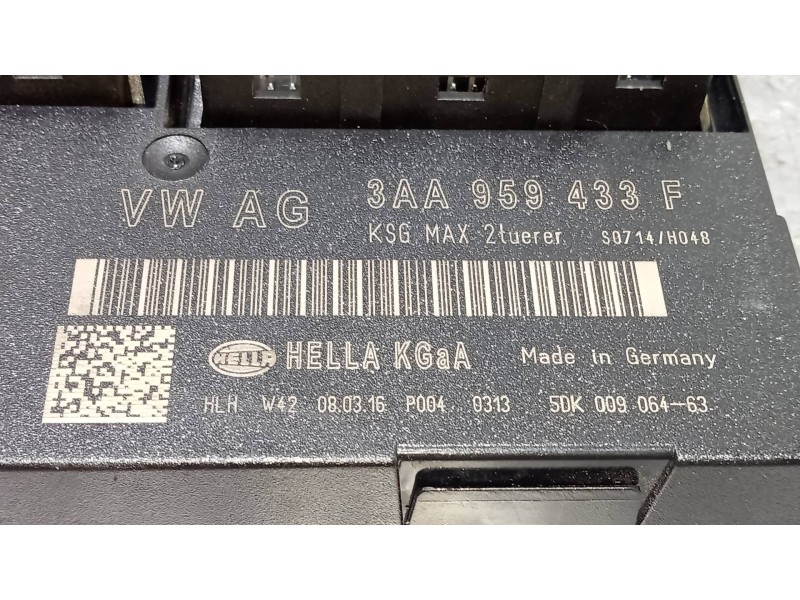 VW AG 3AA 959 433 F
KSG MAX 2tuerer S0714/H048
HELLA HELLA KGaA Made in Germany
HLH W42 08.03.16 P004 0313 5DK 009 064-63